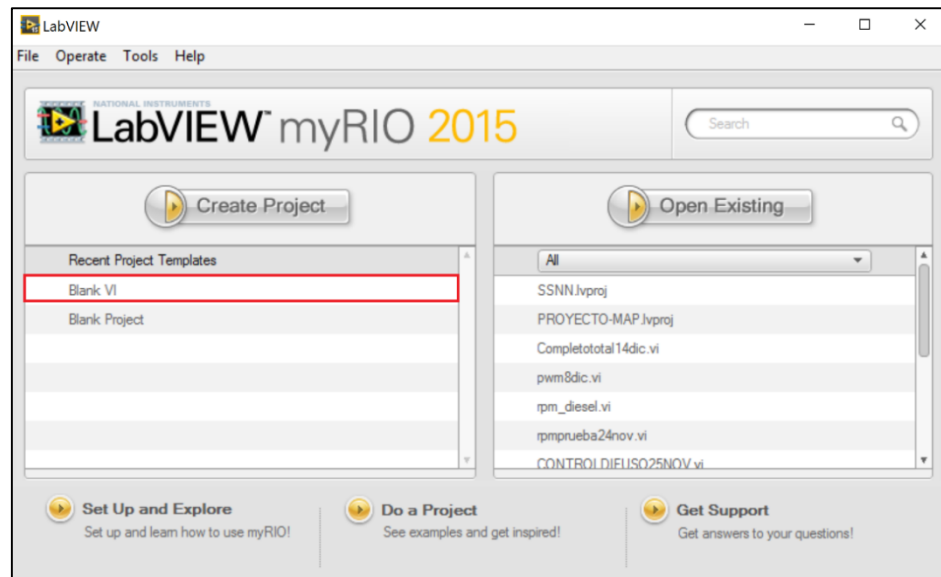 LabVIEW
File Operate Tools Help
NATIONAL INSTRUMENTS
LabVIEW™ myRIO 2015
Search
Create Project
Recent Project Templates
Blank VI
Blank Project
Open Existing
All
SSNN.lvproj
PROYECTO-MAP.lvproj
Completototal14dic.vi
pwm8dic.vi
rpm_diesel.vi
rpmprueba24nov.vi
CONTROLDIFUSO25NOV.vi
Set Up and Explore
Set up and learn how to use myRIO!
Do a Project
See examples and get inspired!
Get Support
Get answers to your questions!